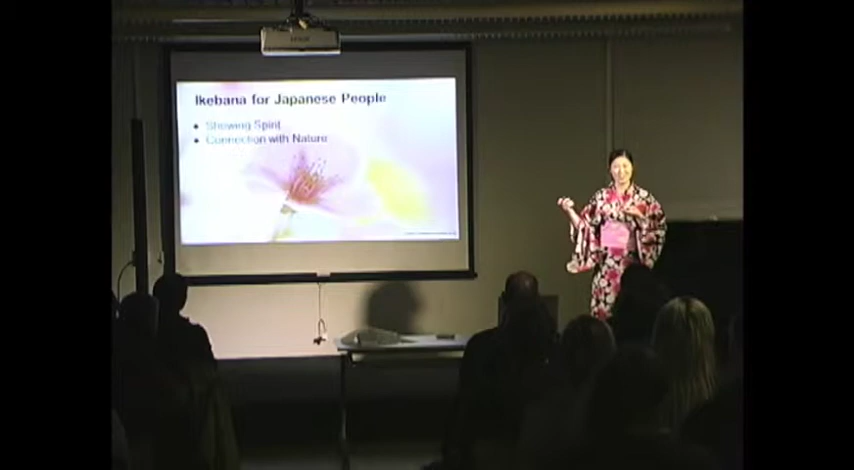 Ikebana for Japanese People
• Showing Spirit
• Connection with Nature